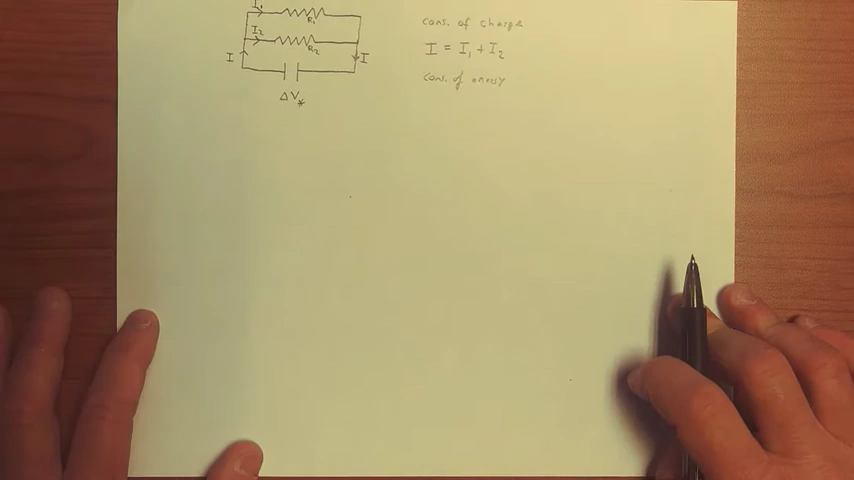 I₁
R₁
I₂
R₂
I
I
ΔV*
cons. of charge
I = I₁ + I₂
cons. of energy